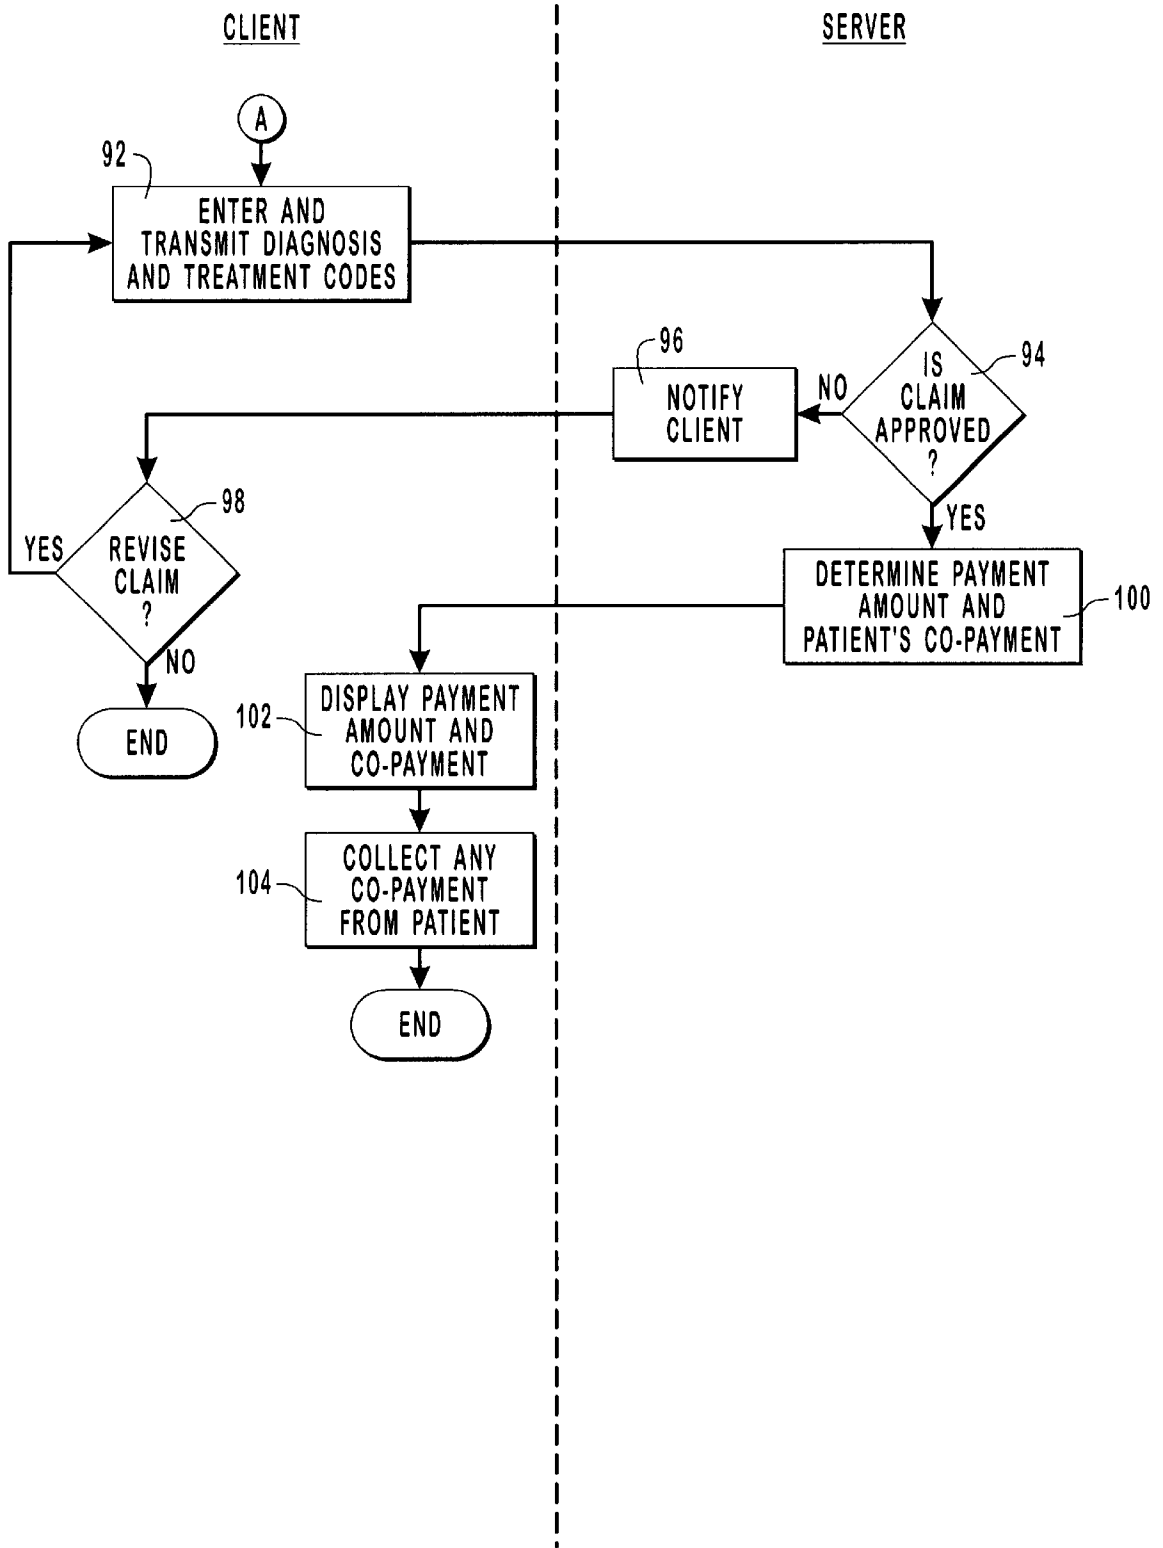 CLIENT
SERVER
A
92
ENTER AND
TRANSMIT DIAGNOSIS
AND TREATMENT CODES
96
NOTIFY
CLIENT
NO
94
IS
CLAIM
APPROVED
?
YES
98
REVISE
CLAIM
?
YES
NO
END
DETERMINE PAYMENT
AMOUNT AND
PATIENT'S CO-PAYMENT
100
102
DISPLAY PAYMENT
AMOUNT AND
CO-PAYMENT
104
COLLECT ANY
CO-PAYMENT
FROM PATIENT
END